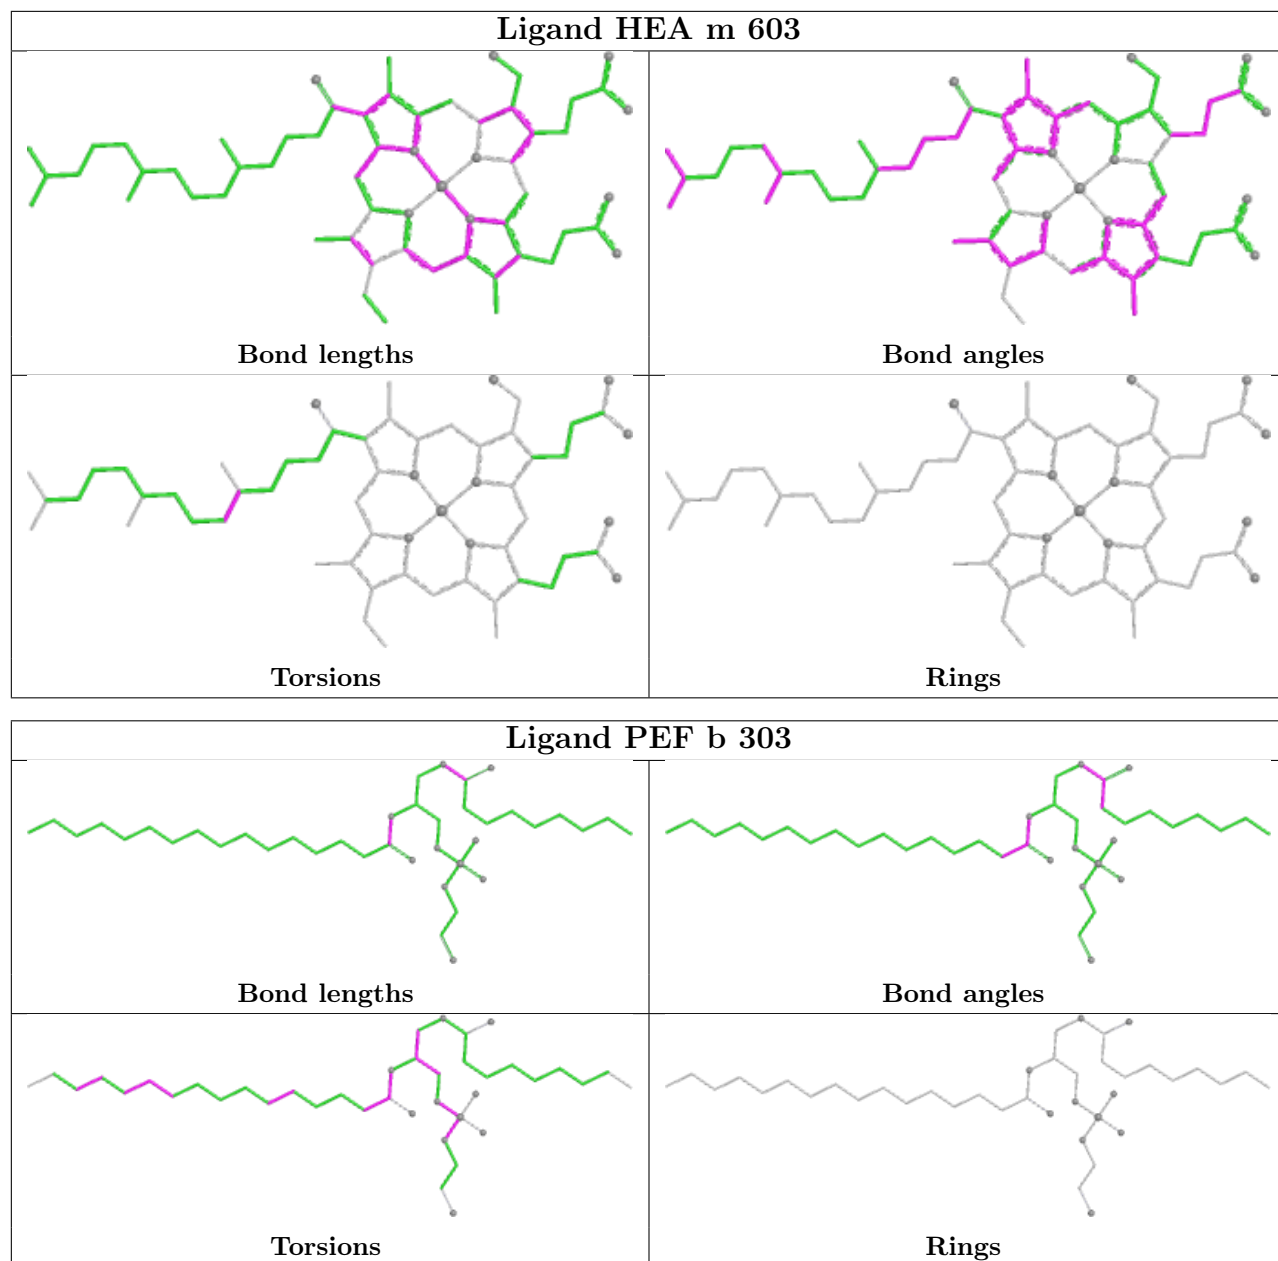 Ligand HEA m 603
Bond lengths
Bond angles
Torsions
Rings
Ligand PEF b 303
Bond lengths
Bond angles
Torsions
Rings